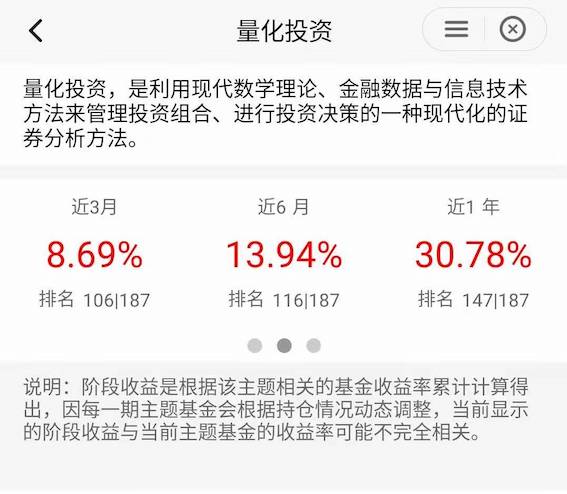 量化投资
量化投资，是利用现代数学理论、金融数据与信息技术
方法来管理投资组合、进行投资决策的一种现代化的证
券分析方法。
近3月 近6 月 近1 年
8.69% 13.94% 30.78%
排名 106|187 排名 116|187 排名 147|187
说明：阶段收益是根据该主题相关的基金收益率累计计算得
出，因每一期主题基金会根据持仓情况动态调整，当前显示
的阶段收益与当前主题基金的收益率可能不完全相关。